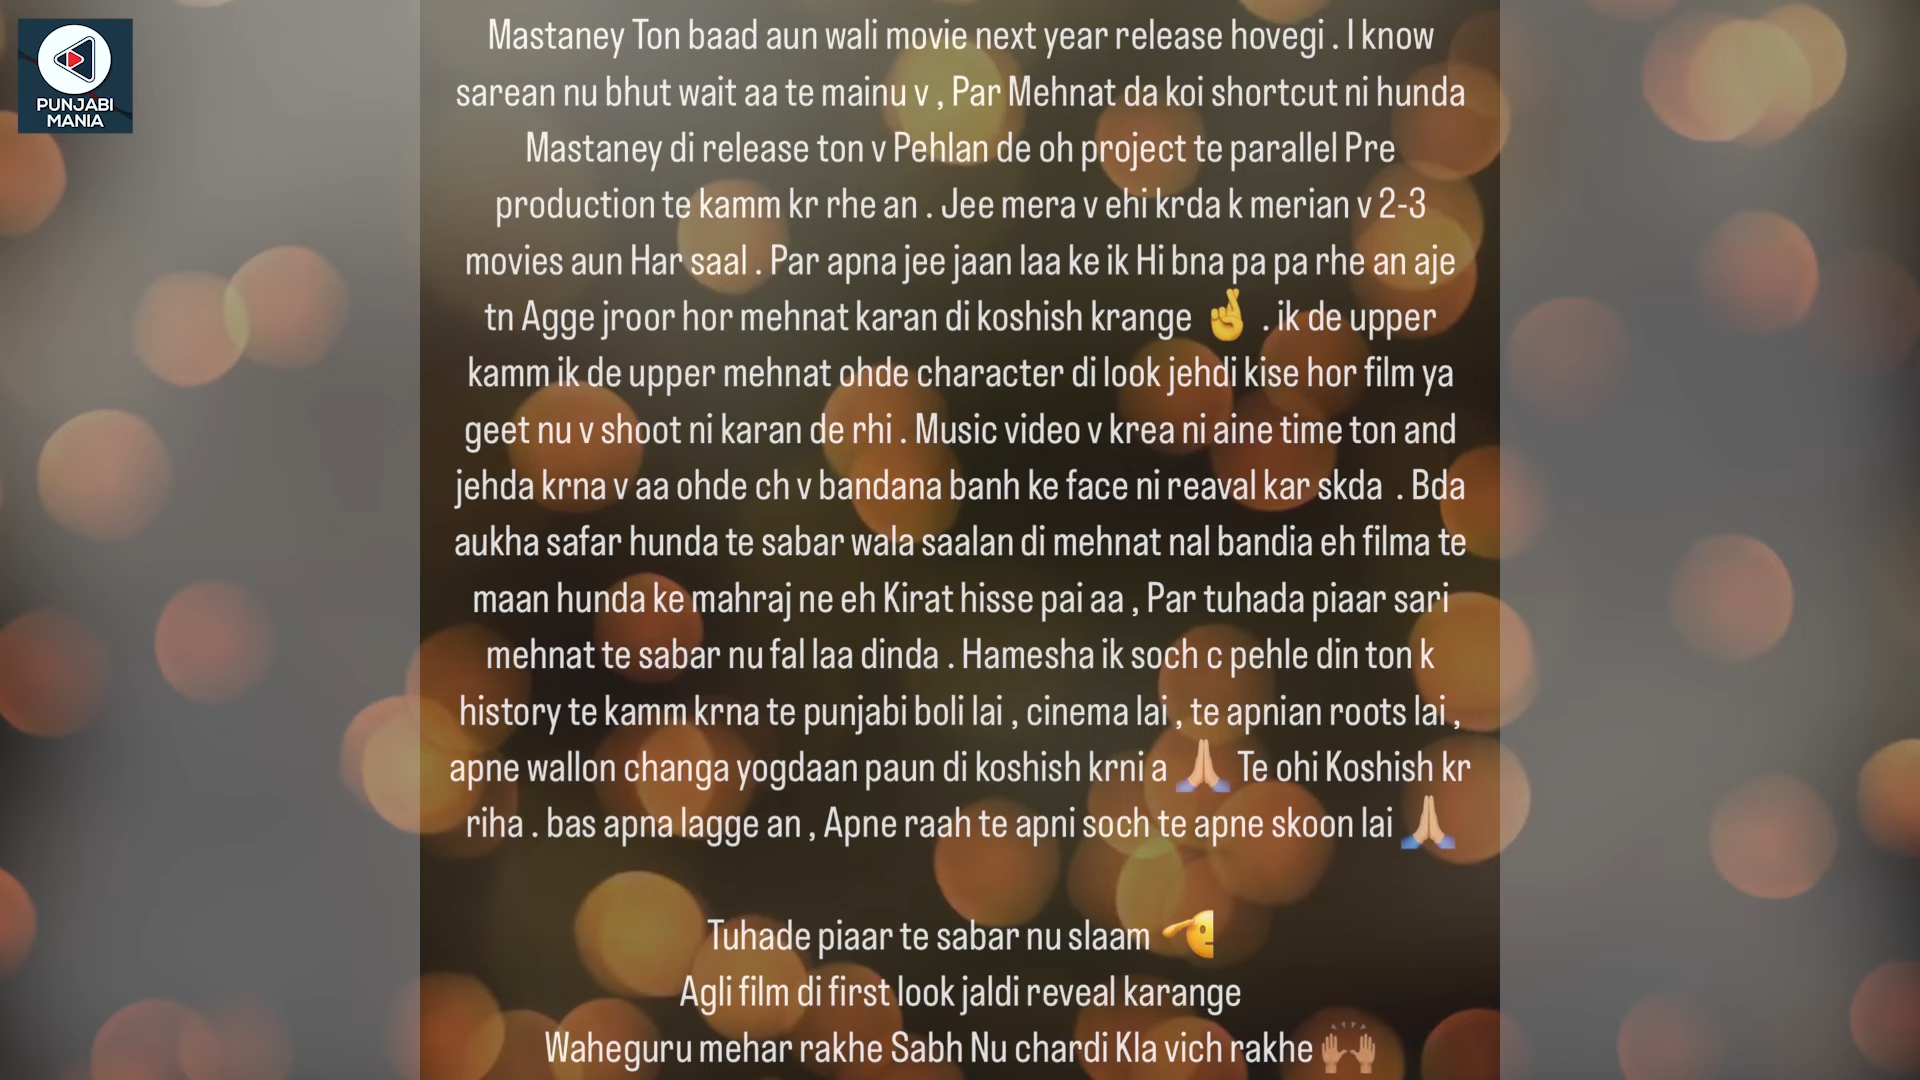 PUNJABI
MANIA
Mastaney Ton baad aun wali movie next year release hovegi . I know
sarean nu bhut wait aa te mainu v , Par Mehnat da koi shortcut ni hunda
Mastaney di release ton v Pehlan de oh project te parallel Pre
production te kamm kr rhe an . Jee mera v ehi krda k merian v 2-3
movies aun Har saal . Par apna jee jaan laa ke ik Hi bna pa pa rhe an aje
tn Agge jroor hor mehnat karan di koshish krange 🤞 . ik de upper
kamm ik de upper mehnat ohde character di look jehdi kise hor film ya
geet nu v shoot ni karan de rhi . Music video v krea ni aine time ton and
jehda krna v aa ohde ch v bandana banh ke face ni reaval kar skda . Bda
aukha safar hunda te sabar wala saalan di mehnat nal bandia eh filma te
maan hunda ke mahraj ne eh Kirat hisse pai aa , Par tuhada piaar sari
mehnat te sabar nu fal laa dinda . Hamesha ik soch c pehle din ton k
history te kamm krna te punjabi boli lai , cinema lai , te apnian roots lai ,
apne wallon changa yogdaan paun di koshish krni a 🙏🏻 Te ohi Koshish kr
riha . bas apna lagge an , Apne raah te apni soch te apne skoon lai 🙏🏻
Tuhade piaar te sabar nu slaam 🫡
Agli film di first look jaldi reveal karange
Waheguru mehar rakhe Sabh Nu chardi Kla vich rakhe 🙌🏽